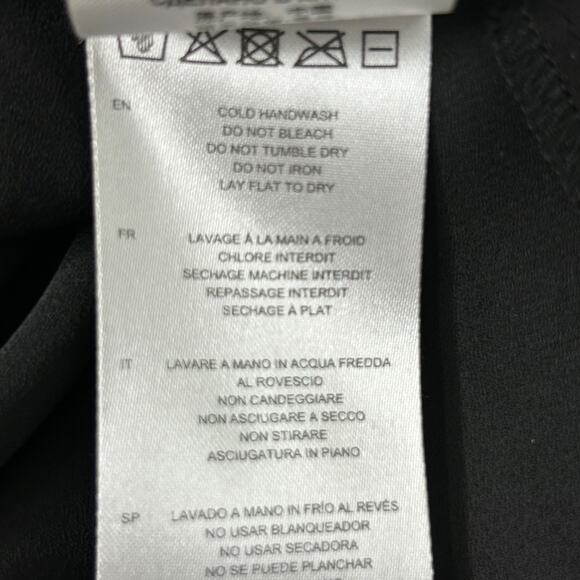 EN
COLD HANDWASH
DO NOT BLEACH
DO NOT TUMBLE DRY
DO NOT IRON
LAY FLAT TO DRY
FR
LAVAGE À LA MAIN A FROID
CHLORE INTERDIT
SECHAGE MACHINE INTERDIT
REPASSAGE INTERDIT
SECHAGE À PLAT
IT
LAVARE A MANO IN ACQUA FREDDA
AL ROVESCIO
NON CANDEGGIARE
NON ASCIUGARE A SECCO
NON STIRARE
ASCIUGATURA IN PIANO
SP
LAVADO A MANO IN FRÍO AL REVÉS
NO USAR BLANQUEADOR
NO USAR SECADORA
NO SE PUEDE PLANCHAR